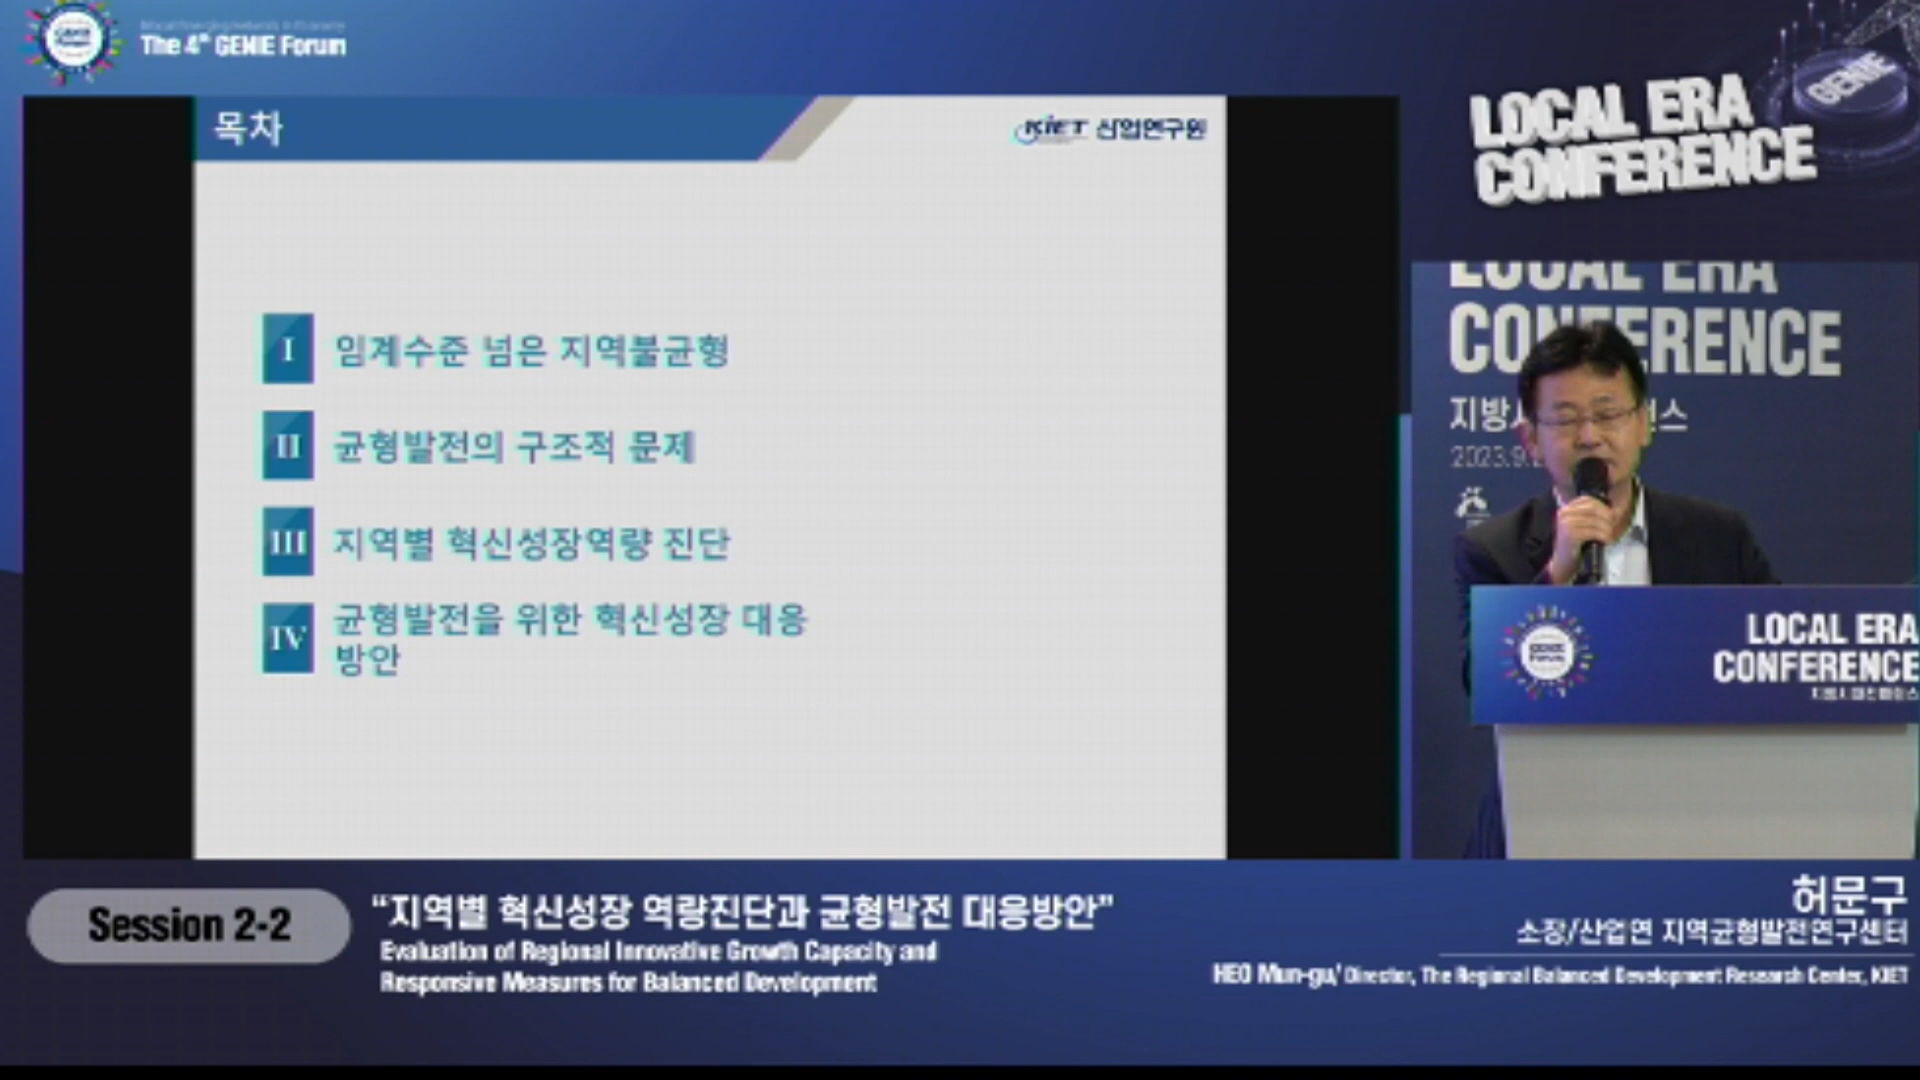 The 4th GENIE Forum
목차
KIET 산업연구원
I 임계수준 넘은 지역불균형
II 균형발전의 구조적 문제
III 지역별 혁신성장역량 진단
IV 균형발전을 위한 혁신성장 대응
방안
GENIE
LOCAL ERA
CONFERENCE
LOCAL ERA
CONFERENCE
2023.9.
LOCAL ERA
CONFERENCE
Session 2-2
“지역별 혁신성장 역량진단과 균형발전 대응방안”
Evaluation of Regional Innovative Growth Capacity and
Responsive Measures for Balanced Development
허문구
소장/산업연 지역균형발전연구센터
HEO Mun-gu/ Director, The Regional Balanced Development Research Center, KIET